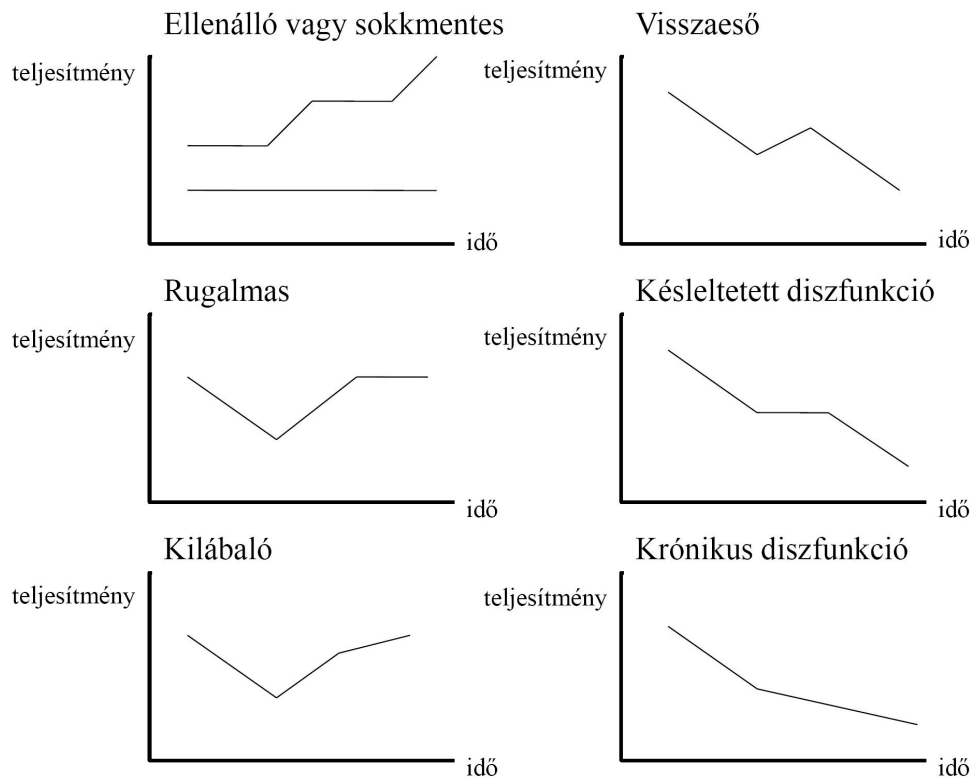 Ellenálló vagy sokkmentes
teljesítmény
idő
Visszaeső
teljesítmény
idő
Rugalmas
teljesítmény
idő
Késleltetett diszfunkció
teljesítmény
idő
Kilábaló
teljesítmény
idő
Krónikus diszfunkció
teljesítmény
idő